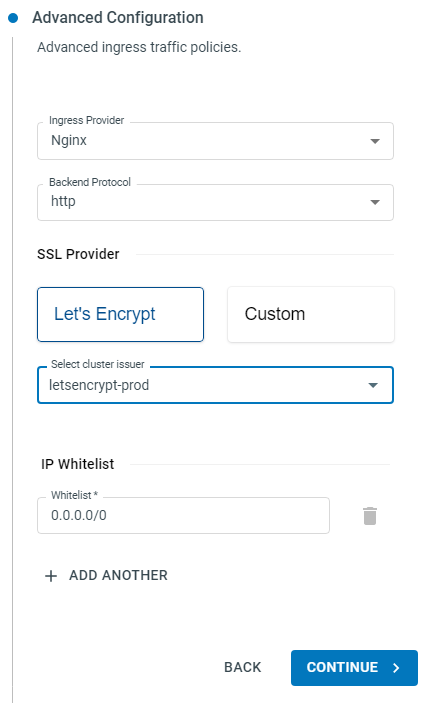 Advanced Configuration
Advanced ingress traffic policies.
Ingress Provider
Nginx
Backend Protocol
http
SSL Provider
Let's Encrypt
Custom
Select cluster issuer
letsencrypt-prod
IP Whitelist
Whitelist *
0.0.0.0/0
+ ADD ANOTHER
BACK
CONTINUE >